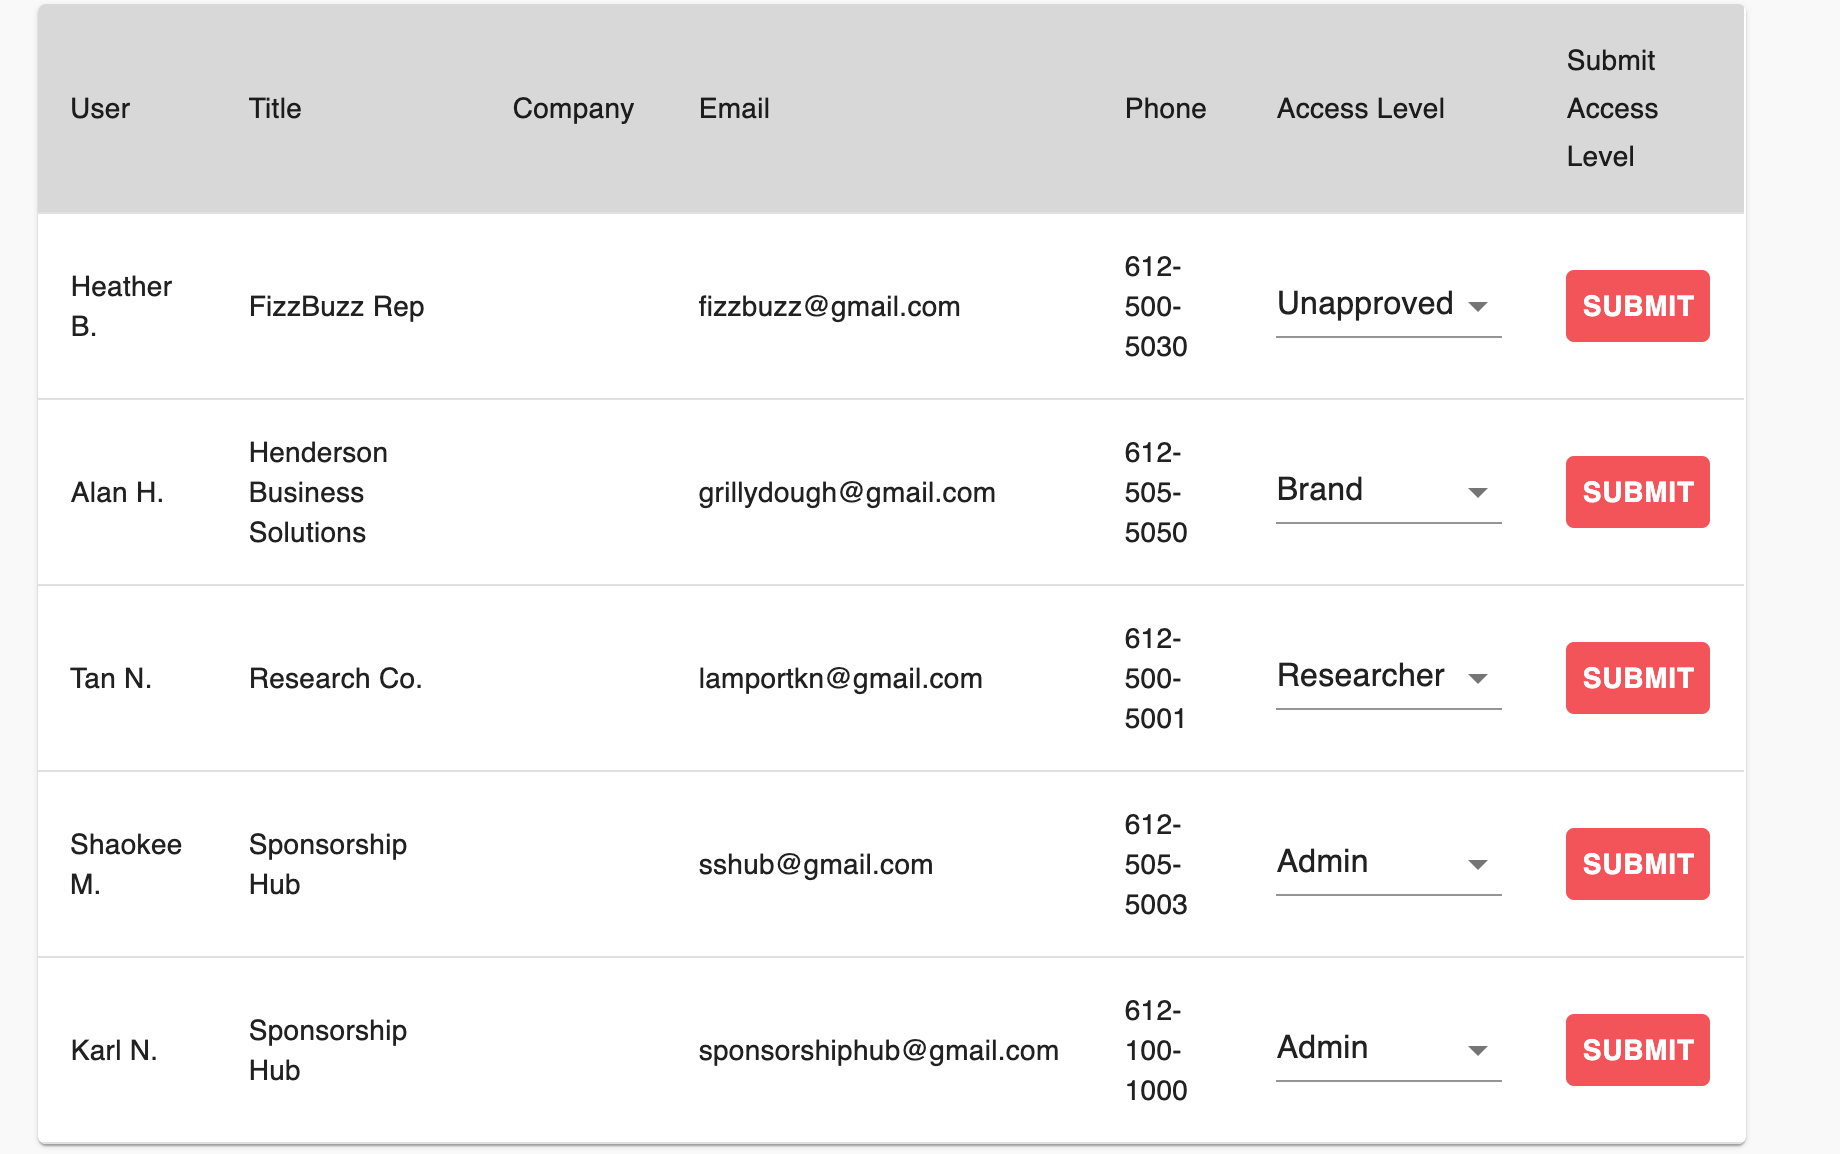 User Title Company Email Phone Access Level Submit
Access
Level
Heather
B.
FizzBuzz Rep
fizzbuzz@gmail.com
612-
500-
5030
Unapproved
SUBMIT
Alan H.
Henderson
Business
Solutions
grillydough@gmail.com
612-
505-
5050
Brand
SUBMIT
Tan N.
Research Co.
lamportkn@gmail.com
612-
500-
5001
Researcher
SUBMIT
Shaokee
M.
Sponsorship
Hub
sshub@gmail.com
612-
505-
5003
Admin
SUBMIT
Karl N.
Sponsorship
Hub
sponsorshiphub@gmail.com
612-
100-
1000
Admin
SUBMIT